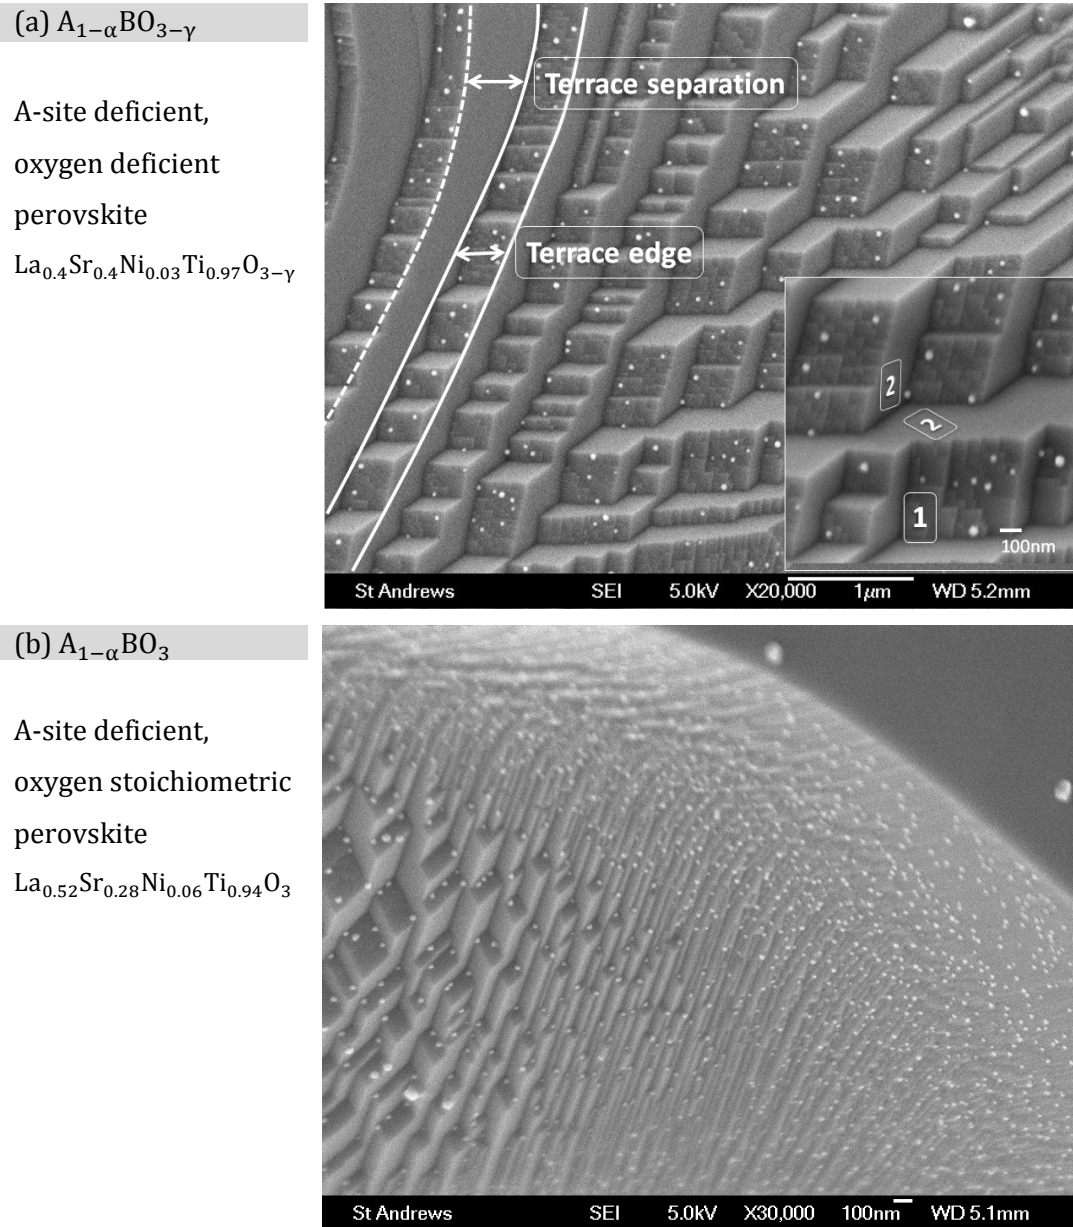 (a) A₁₋αBO₃₋γ
A-site deficient,
oxygen deficient
perovskite
La₀.₄Sr₀.₄Ni₀.₀₃Ti₀.₉₇O₃₋γ
Terrace separation
Terrace edge
2
2
1
100nm
St Andrews SEI 5.0kV X20,000 1μm WD 5.2mm
(b) A₁₋αBO₃
A-site deficient,
oxygen stoichiometric
perovskite
La₀.₅₂Sr₀.₂₈Ni₀.₀₆Ti₀.₉₄O₃
St Andrews SEI 5.0kV X30,000 100nm WD 5.1mm